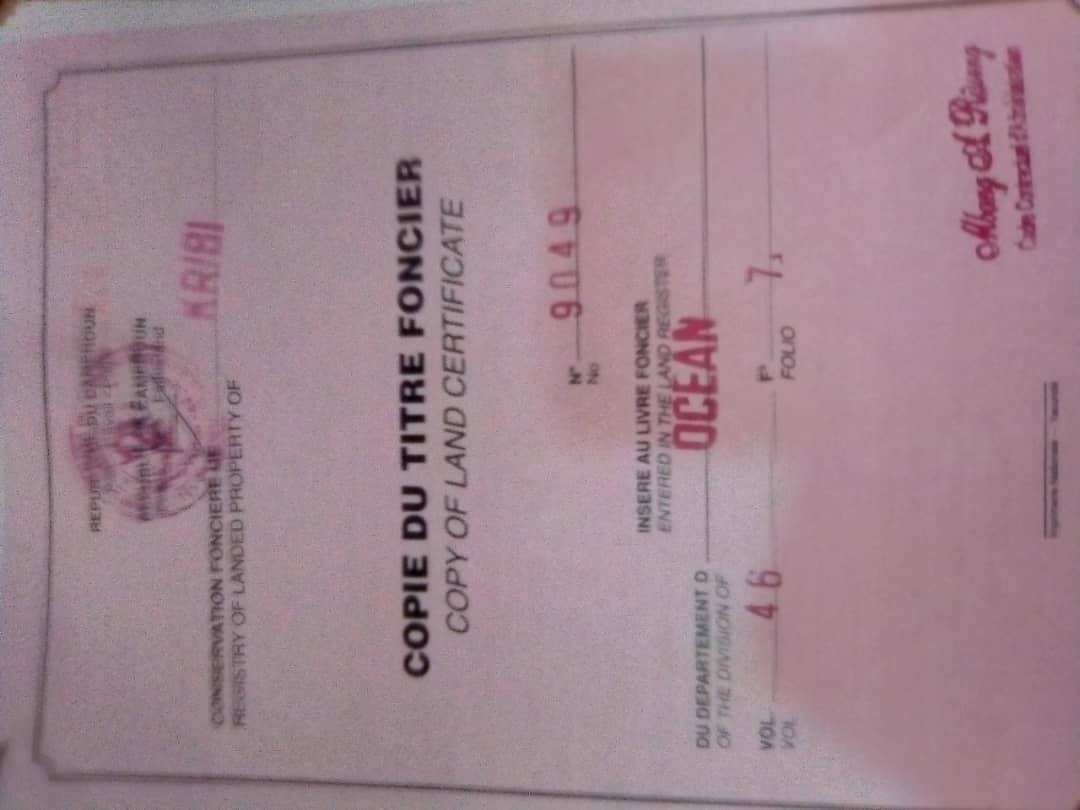 REPUBLIQUE DU CAMEROUN
KRIBI
CONSERVATION FONCIERE DE
REGISTRY OF LANDED PROPERTY OF
COPIE DU TITRE FONCIER
COPY OF LAND CERTIFICATE
N° 9049
No
INSERE AU LIVRE FONCIER
ENTERED IN THE LAND REGISTER
OCEAN
DU DEPARTEMENT D
OF THE DIVISION OF
VOL. 46 F° 7
VOL FOLIO